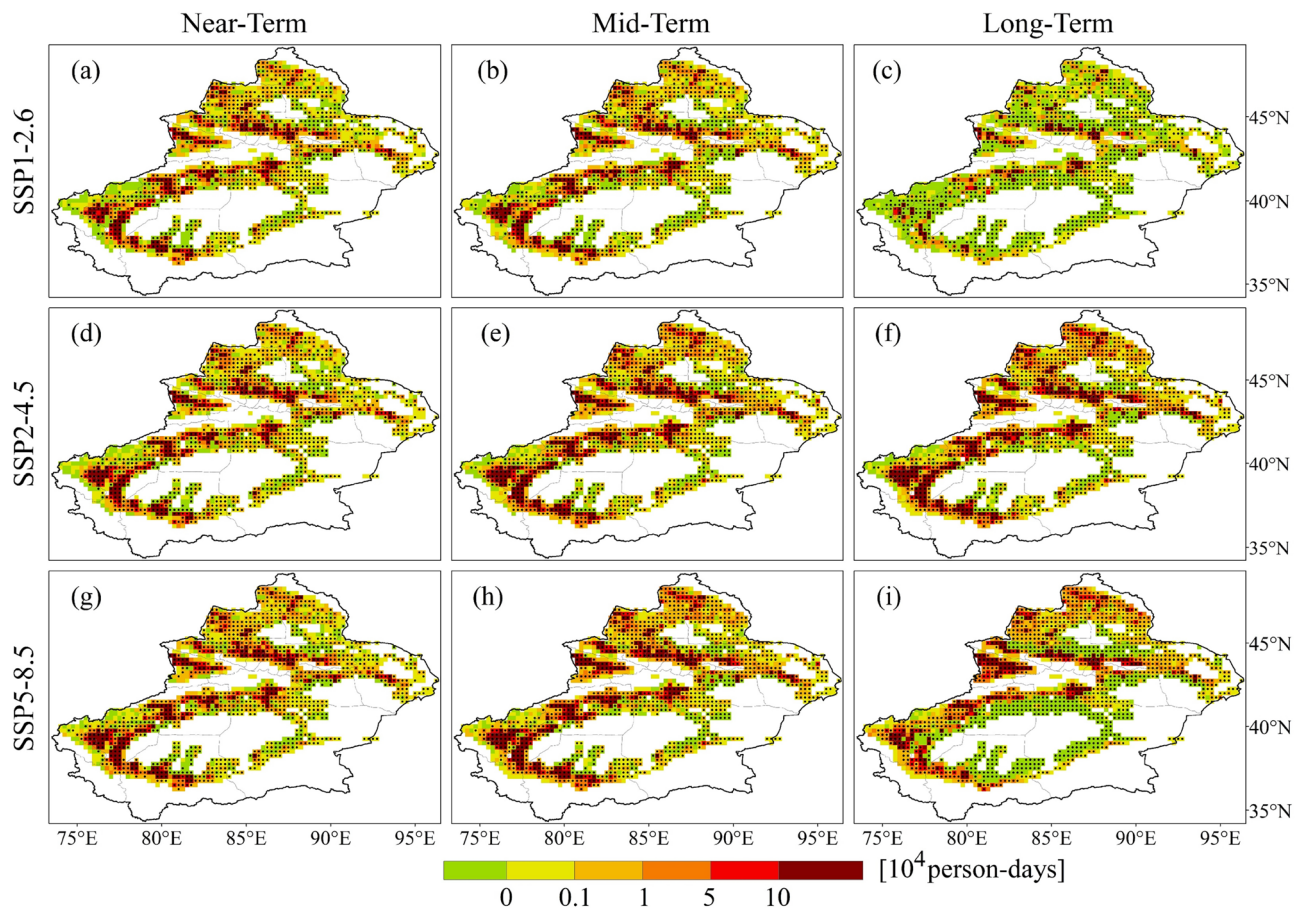 Near-Term Mid-Term Long-Term
SSP1-2.6
(a) (b) (c)
45°N
40°N
35°N
SSP2-4.5
(d) (e) (f)
45°N
40°N
35°N
SSP5-8.5
(g) (h) (i)
45°N
40°N
35°N
75°E 80°E 85°E 90°E 95°E 75°E 80°E 85°E 90°E 95°E 75°E 80°E 85°E 90°E 95°E
[10⁴person-days]
0 0.1 1 5 10